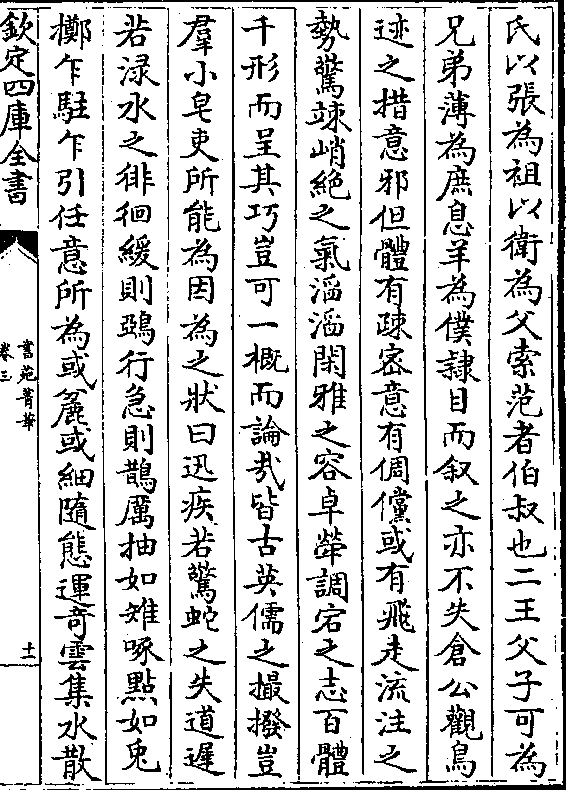 氏以張為祖以衛為父索范者伯叔也二王父子可為
兄弟薄為庶息羊為僕隷目而叙之亦不失倉公觀鳥
迹之措意邪但體有疎宻意有倜儻或有飛走流注之
勢驚竦峭絶之氣滔滔閑雅之容卓犖調宕之志百體
千形而呈其巧豈可一概而論哉皆古英儒之撮撥豈
羣小皂吏所能為因為之狀曰迅疾若驚蛇之失道遲
若渌水之徘徊緩則鵶行急則鵲厲抽如雉啄㸃如兎
擲乍駐乍引任意所為或麄或細隨態運竒雲集水散
欽定四庫全書
書苑菁華
卷三
十一